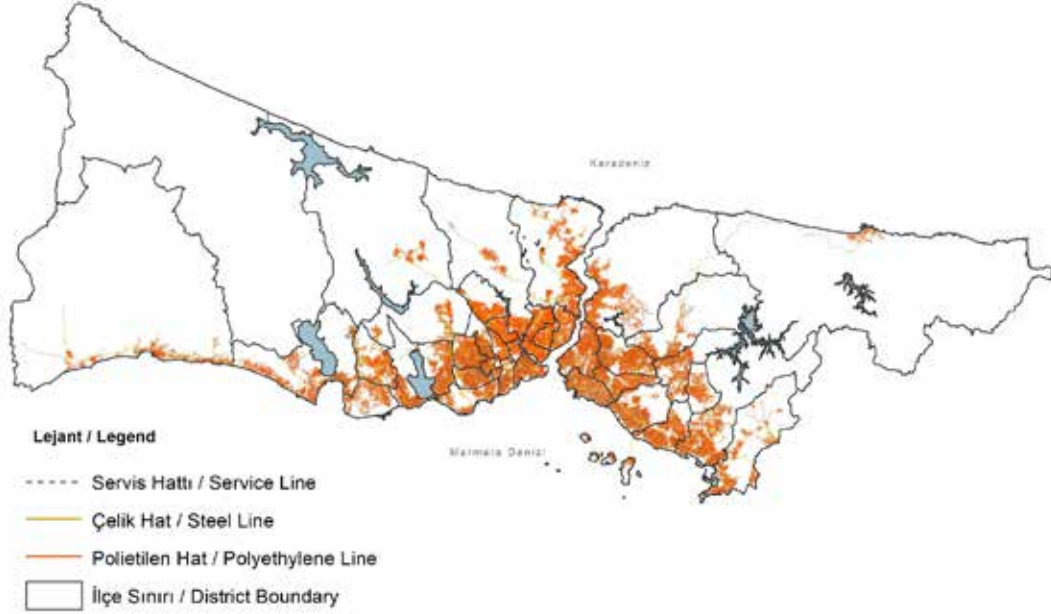 Karadeniz
Marmara Denizi
Lejant / Legend
Servis Hattı / Service Line
Çelik Hat / Steel Line
Polietilen Hat / Polyethylene Line
İlçe Sınırı / District Boundary